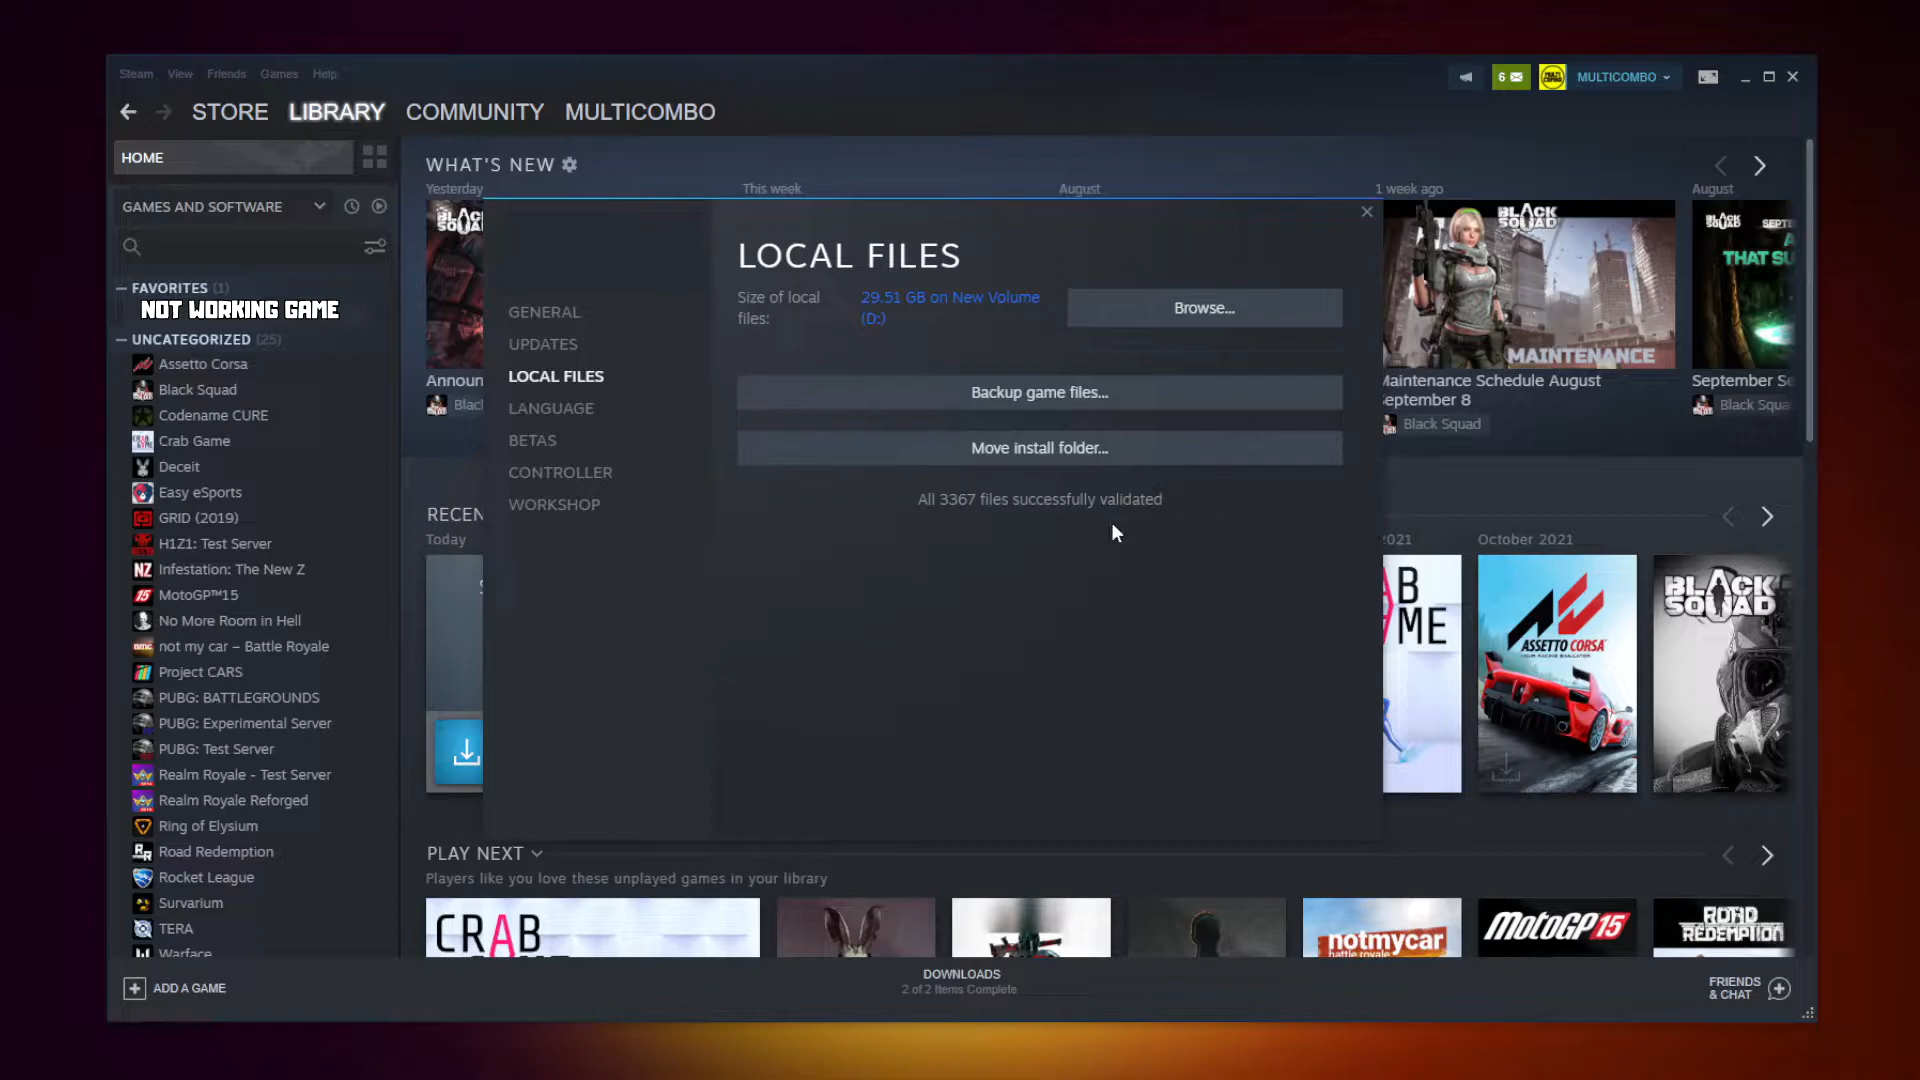 Steam View Friends Games Help
6 MULTICOMBO
STORE LIBRARY COMMUNITY MULTICOMBO
HOME
GAMES AND SOFTWARE
FAVORITES (1)
NOT WORKING GAME
UNCATEGORIZED (25)
Assetto Corsa
Black Squad
Codename CURE
Crab Game
Deceit
Easy eSports
GRID (2019)
H1Z1: Test Server
Infestation: The New Z
MotoGP™15
No More Room in Hell
not my car – Battle Royale
Project CARS
PUBG: BATTLEGROUNDS
PUBG: Experimental Server
PUBG: Test Server
Realm Royale - Test Server
Realm Royale Reforged
Ring of Elysium
Road Redemption
Rocket League
Survarium
TERA
Warface
ADD A GAME
WHAT'S NEW
Yesterday This week August 1 week ago August
BLACK SQUAD
MAINTENANCE
THAT SU
Maintenance Schedule August
September 8
Black Squad
September Se
Black Squa
GENERAL
UPDATES
LOCAL FILES
LANGUAGE
BETAS
CONTROLLER
WORKSHOP
LOCAL FILES
Size of local
files:
29.51 GB on New Volume
(D:)
Browse...
Backup game files...
Move install folder...
All 3367 files successfully validated
RECEN
Today
2021
October 2021
ASSETTO CORSA
YOUR RACING SIMULATOR
BLACK
SQUAD
PLAY NEXT
Players like you love these unplayed games in your library
CRAB
notmycar
battle royale
MotoGP 15
ROAD
REDEMPTION
DOWNLOADS
2 of 2 Items Complete
FRIENDS
& CHAT